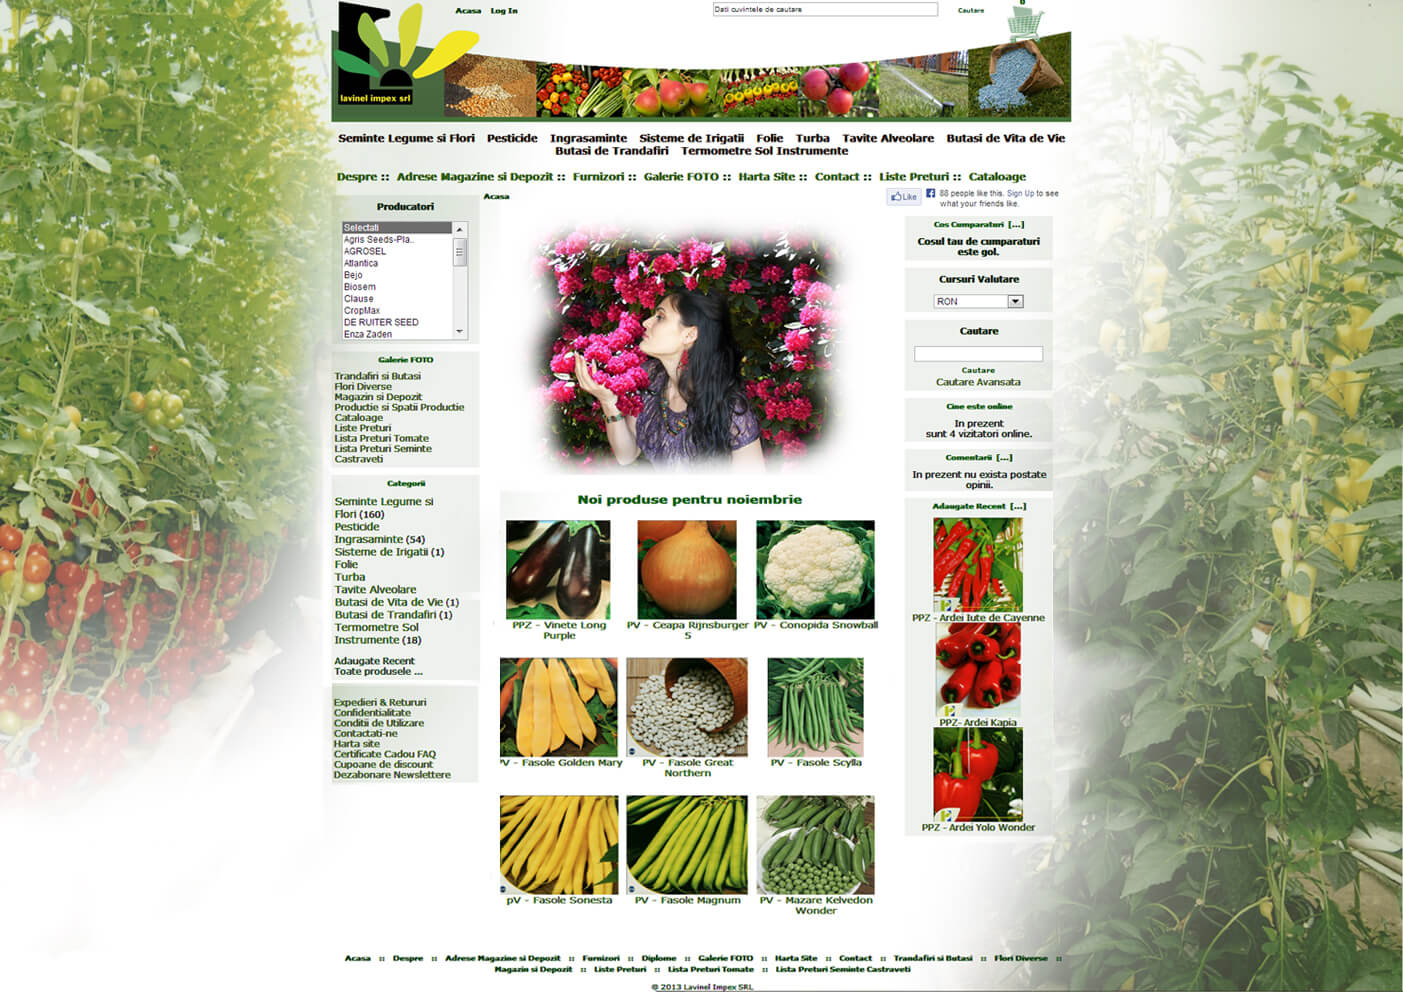 Acasa Log In
Dati cuvintele de cautare
Cautare
0
lavinel impex srl
Seminte Legume si Flori Pesticide Ingrasaminte Sisteme de Irigatii Folie Turba Tavite Alveolare Butasi de Vita de Vie
Butasi de Trandafiri Termometre Sol Instrumente
Despre :: Adrese Magazine si Depozit :: Furnizori :: Galerie FOTO :: Harta Site :: Contact :: Liste Preturi :: Cataloage
Acasa
Like
88 people like this. Sign Up to see
what your friends like.
Producatori
Selectati
Agris Seeds-Pla..
AGROSEL
Atlantica
Bejo
Biosem
Clause
CropMax
DE RUITER SEED
Enza Zaden
Galerie FOTO
Trandafiri si Butasi
Flori Diverse
Magazin si Depozit
Productie si Spatii Productie
Cataloage
Liste Preturi
Lista Preturi Tomate
Lista Preturi Seminte
Castraveti
Categorii
Seminte Legume si
Flori (160)
Pesticide
Ingrasaminte (54)
Sisteme de Irigatii (1)
Folie
Turba
Tavite Alveolare
Butasi de Vita de Vie (1)
Butasi de Trandafiri (1)
Termometre Sol
Instrumente (18)
Adaugate Recent
Toate produsele ...
Expedieri & Retururi
Confidentialitate
Conditii de Utilizare
Contactati-ne
Harta site
Certificate Cadou FAQ
Cupoane de discount
Dezabonare Newslettere
Noi produse pentru noiembrie
PPZ - Vinete Long
Purple
PV - Ceapa Rijnsburger
5
PV - Conopida Snowball
PV - Fasole Golden Mary
PV - Fasole Great
Northern
PV - Fasole Scylla
pV - Fasole Sonesta
PV - Fasole Magnum
PV - Mazare Kelvedon
Wonder
Cos Cumparaturi [...]
Cosul tau de cumparaturi
este gol.
Cursuri Valutare
RON
Cautare
Cautare
Cautare Avansata
Cine este online
In prezent
sunt 4 vizitatori online.
Comentarii [...]
In prezent nu exista postate
opinii.
Adaugate Recent [...]
PPZ - Ardei Iute de Cayenne
PPZ- Ardei Kapia
PPZ - Ardei Yolo Wonder
Acasa :: Despre :: Adrese Magazine si Depozit :: Furnizori :: Diplome :: Galerie FOTO :: Harta Site :: Contact :: Trandafiri si Butasi :: Flori Diverse ::
Magazin si Depozit :: Liste Preturi :: Lista Preturi Tomate :: Lista Preturi Seminte Castraveti
© 2013 Lavinel Impex SRL